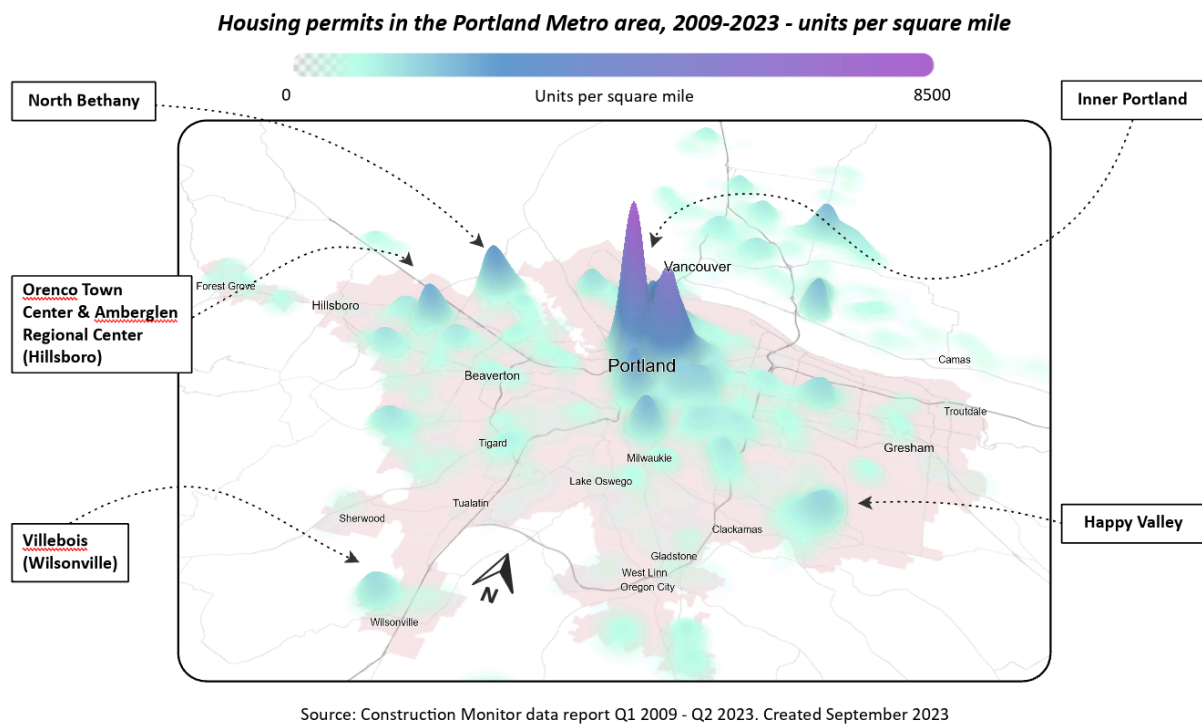 Housing permits in the Portland Metro area, 2009-2023 - units per square mile
0
Units per square mile
8500
North Bethany
Inner Portland
Orenco Town
Center & Amberglen
Regional Center
(Hillsboro)
Forest Grove
Hillsboro
Vancouver
Portland
Camas
Beaverton
Troutdale
Tigard
Gresham
Milwaukie
Lake Oswego
Tualatin
Sherwood
Clackamas
Happy Valley
Villebois
(Wilsonville)
Gladstone
West Linn
Oregon City
N
Wilsonville
Source: Construction Monitor data report Q1 2009 - Q2 2023. Created September 2023